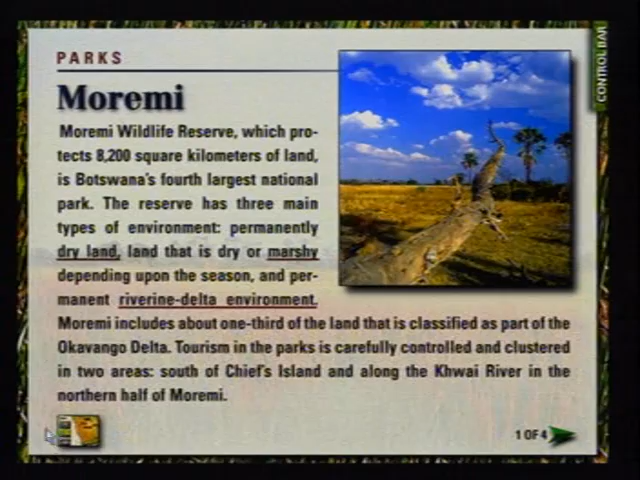 PARKS
Moremi
Moremi Wildlife Reserve, which pro-
tects 8,200 square kilometers of land,
is Botswana's fourth largest national
park. The reserve has three main
types of environment: permanently
dry land, land that is dry or marshy
depending upon the season, and per-
manent riverine-delta environment.
Moremi includes about one-third of the land that is classified as part of the
Okavango Delta. Tourism in the parks is carefully controlled and clustered
in two areas: south of Chief's Island and along the Khwai River in the
northern half of Moremi.
1 OF 4
CONTROL BAR